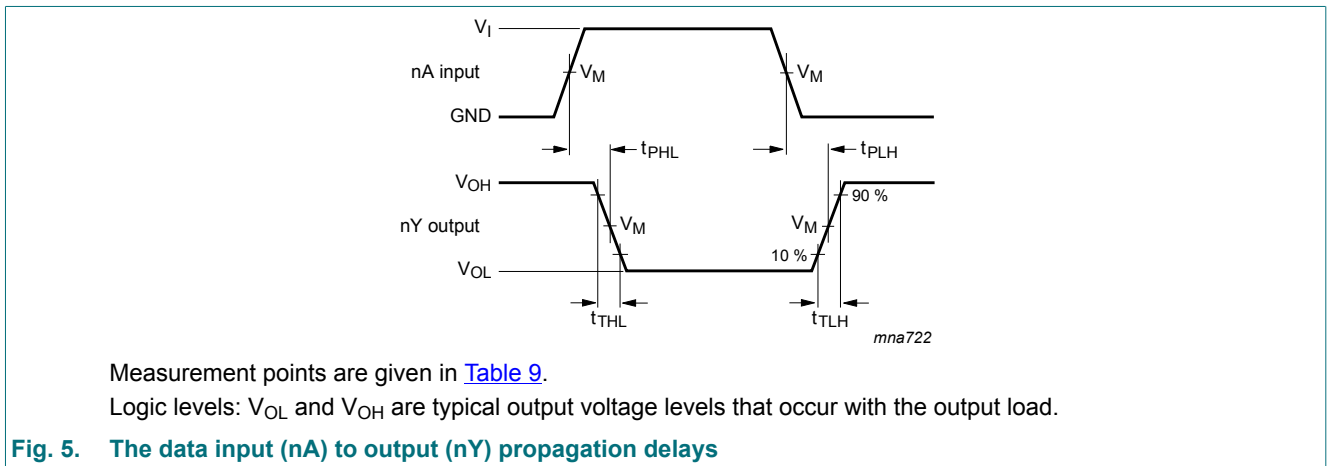 VI
nA input
VM
VM
GND
tPHL
tPLH
VOH
90 %
nY output
VM
VM
10 %
VOL
tTHL
tTLH
mna722
Measurement points are given in Table 9.
Logic levels: VOL and VOH are typical output voltage levels that occur with the output load.
Fig. 5. The data input (nA) to output (nY) propagation delays